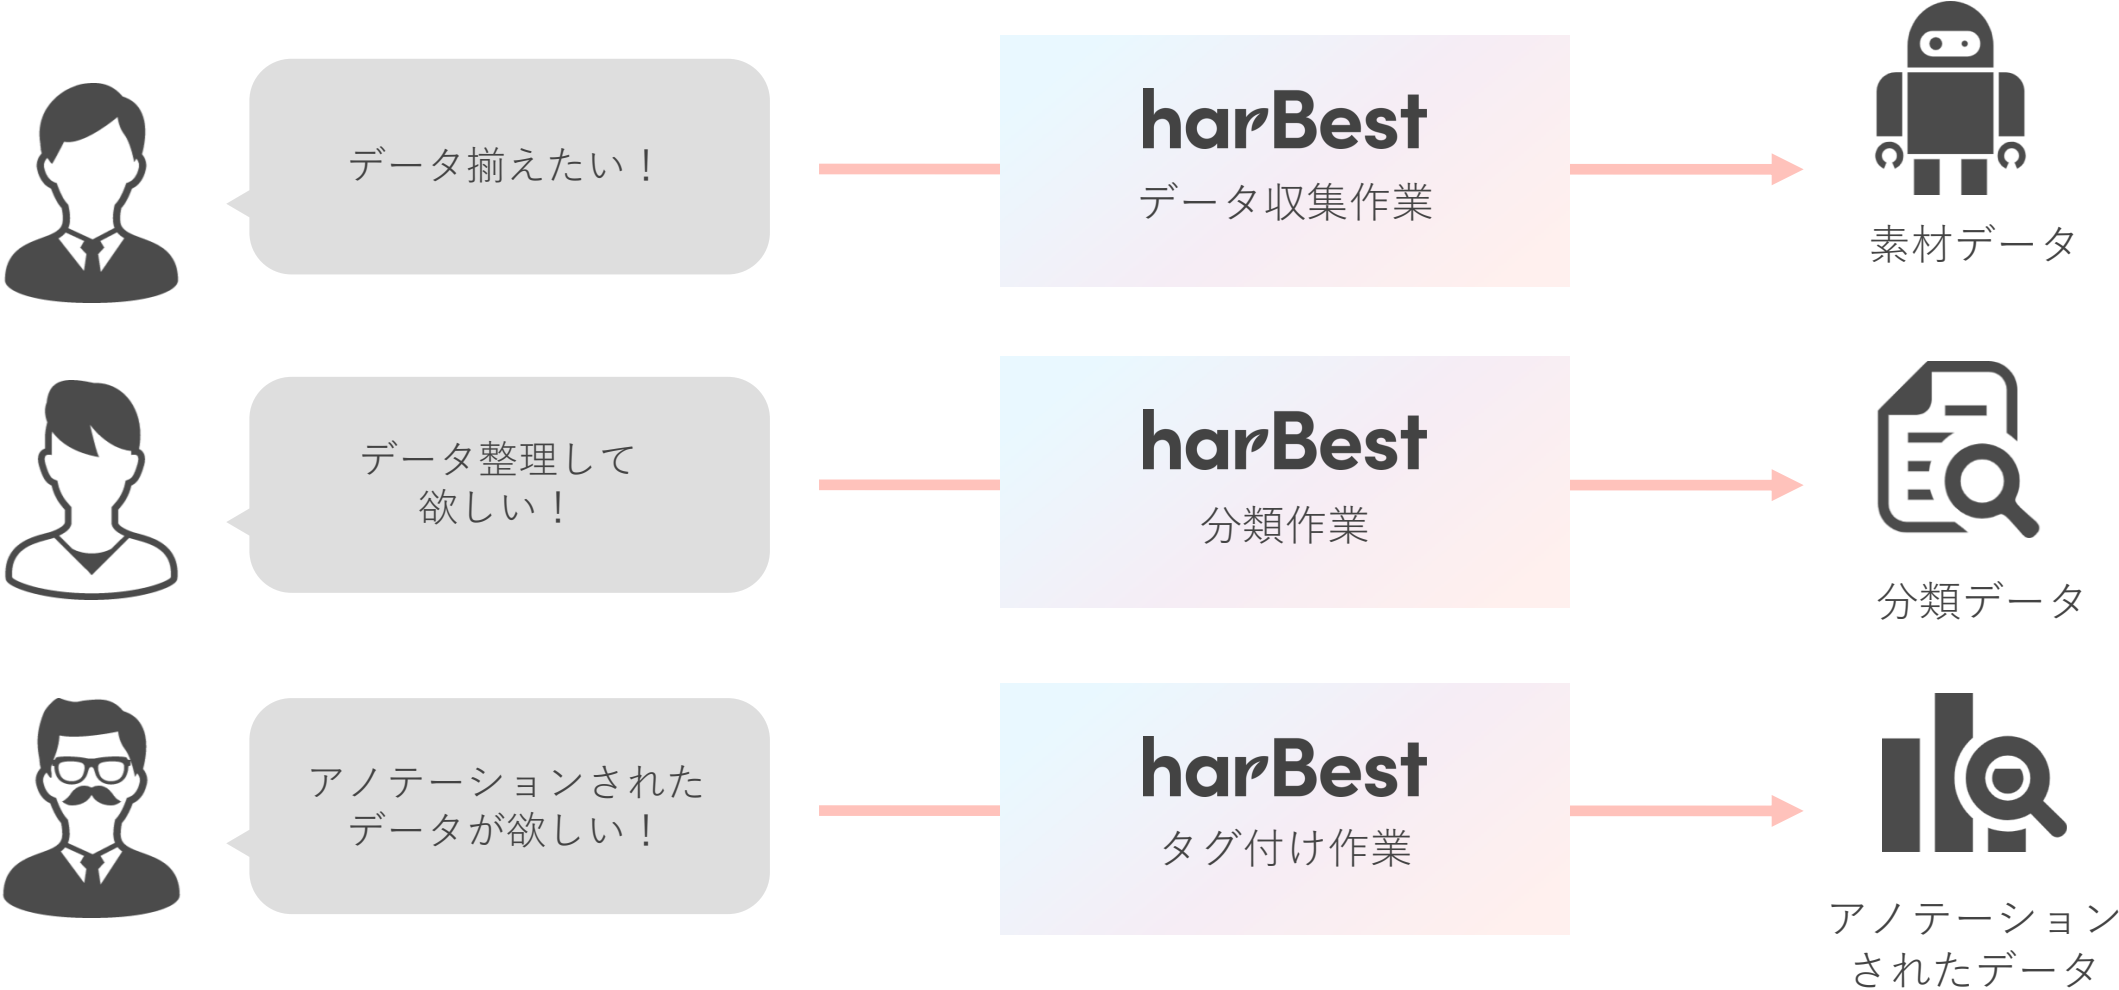 データ揃えたい！
harBest
データ収集作業
素材データ
データ整理して
欲しい！
harBest
分類作業
分類データ
アノテーションされた
データが欲しい！
harBest
タグ付け作業
アノテーション
されたデータ